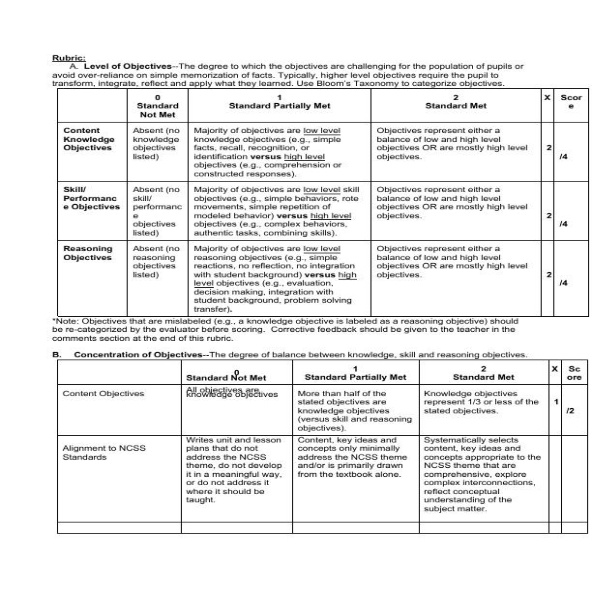 Rubric:
A. Level of Objectives--The degree to which the objectives are challenging for the population of pupils or
avoid over-reliance on simple memorization of facts. Typically, higher level objectives require the pupil to
transform, integrate, reflect and apply what they learned. Use Bloom's Taxonomy to categorize objectives.
0
Standard
Not Met
1
Standard Partially Met
2
Standard Met
X
Scor
e
Content
Knowledge
Objectives
Absent (no
knowledge
objectives
listed)
Majority of objectives are low level
knowledge objectives (e.g., simple
facts, recall, recognition, or
identification versus high level
objectives (e.g., comprehension or
constructed responses).
Objectives represent either a
balance of low and high level
objectives OR are mostly high level
objectives.
2
/4
Skill/
Performanc
e Objectives
Absent (no
skill/
performanc
e
objectives
listed)
Majority of objectives are low level skill
objectives (e.g., simple behaviors, rote
movements, simple repetition of
modeled behavior) versus high level
objectives (e.g., complex behaviors,
authentic tasks, combining skills).
Objectives represent either a
balance of low and high level
objectives OR are mostly high level
objectives.
2
/4
Reasoning
Objectives
Absent (no
reasoning
objectives
listed)
Majority of objectives are low level
reasoning objectives (e.g., simple
reactions, no reflection, no integration
with student background) versus high
level objectives (e.g., evaluation,
decision making, integration with
student background, problem solving
transfer).
Objectives represent either a
balance of low and high level
objectives OR are mostly high level
objectives.
2
/4
*Note: Objectives that are mislabeled (e.g., a knowledge objective is labeled as a reasoning objective) should
be re-categorized by the evaluator before scoring. Corrective feedback should be given to the teacher in the
comments section at the end of this rubric.
B. Concentration of Objectives--The degree of balance between knowledge, skill and reasoning objectives.
0
Standard Not Met
1
Standard Partially Met
2
Standard Met
X
Sc
ore
Content Objectives
All objectives are
knowledge objectives
More than half of the
stated objectives are
knowledge objectives
(versus skill and reasoning
objectives).
Knowledge objectives
represent 1/3 or less of the
stated objectives.
1
/2
Alignment to NCSS
Standards
Writes unit and lesson
plans that do not
address the NCSS
theme, do not develop
it in a meaningful way,
or do not address it
where it should be
taught.
Content, key ideas and
concepts only minimally
address the NCSS theme
and/or is primarily drawn
from the textbook alone.
Systematically selects
content, key ideas and
concepts appropriate to the
NCSS theme that are
comprehensive, explore
complex interconnections,
reflect conceptual
understanding of the
subject matter.